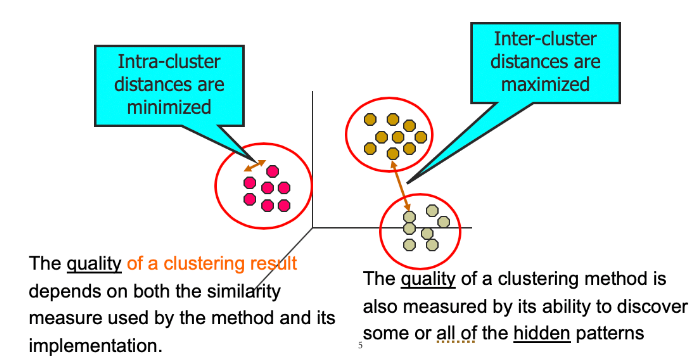 Intra-cluster
distances are
minimized
Inter-cluster
distances are
maximized
The quality of a clustering result
depends on both the similarity
measure used by the method and its
implementation.
The quality of a clustering method is
also measured by its ability to discover
some or all of the hidden patterns
5